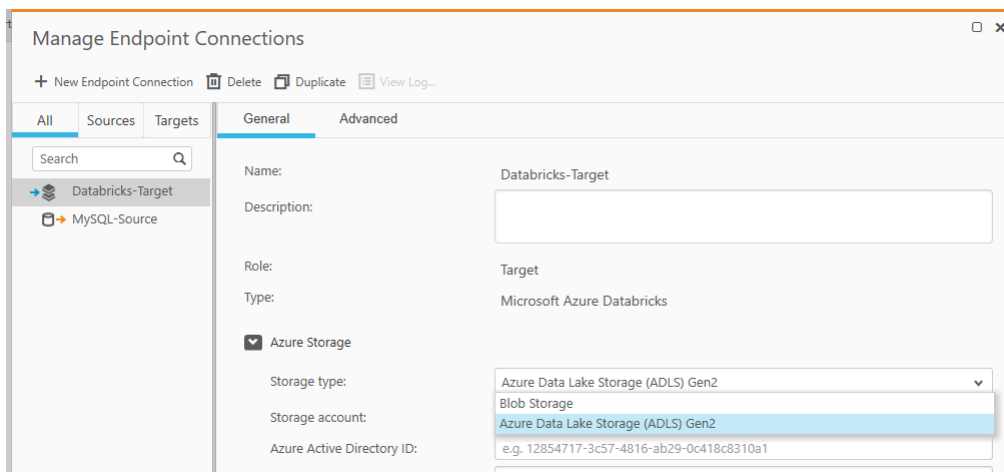 Manage Endpoint Connections
New Endpoint Connection Delete Duplicate View Log...
All Sources Targets
General Advanced
Search
Databricks-Target
MySQL-Source
Name: Databricks-Target
Description:
Role: Target
Type: Microsoft Azure Databricks
Azure Storage
Storage type: Azure Data Lake Storage (ADLS) Gen2
Blob Storage
Storage account: Azure Data Lake Storage (ADLS) Gen2
Azure Active Directory ID: e.g. 12854717-3c57-4816-ab29-0c418c8310a1